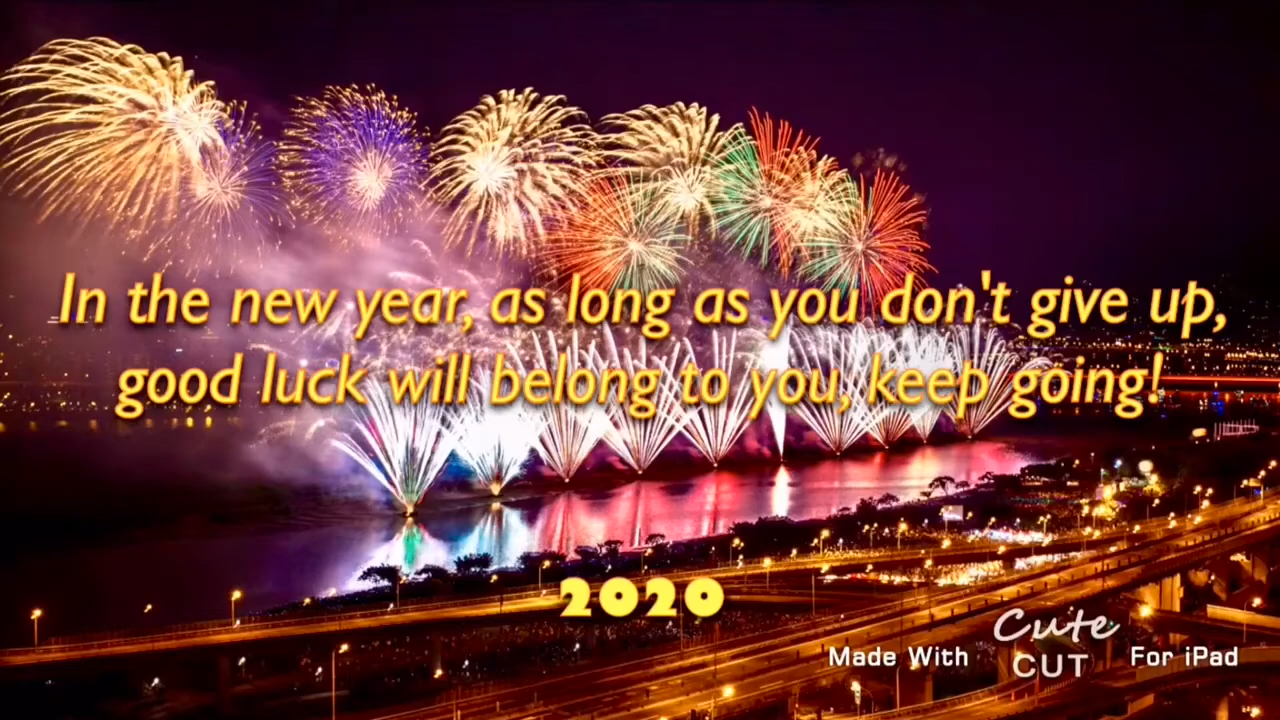 In the new year, as long as you don't give up,
good luck will belong to you, keep going!
2020
Made With Cute CUT For iPad